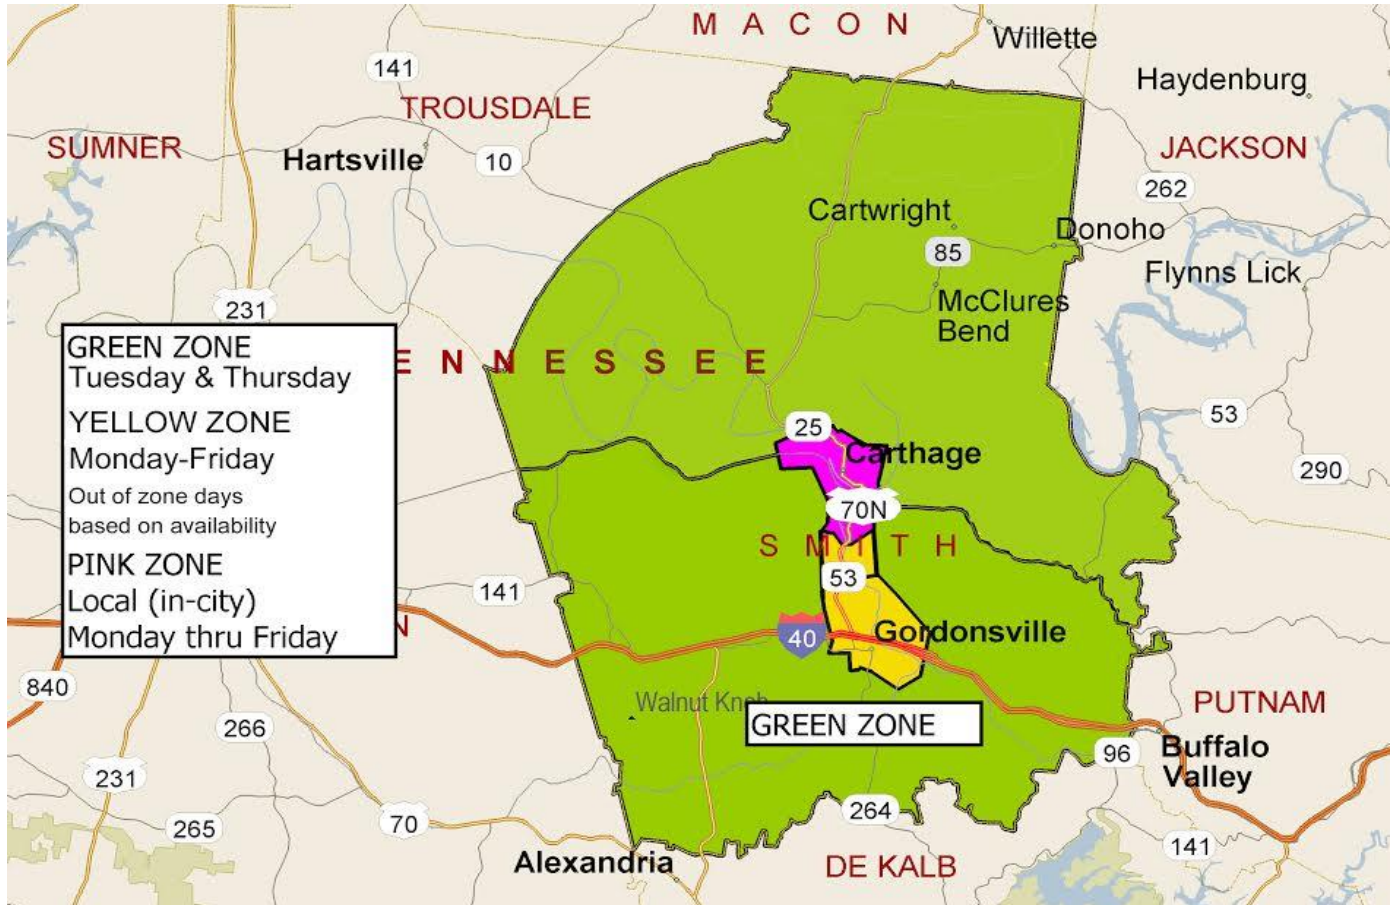 M A C O N
Willette
141
Haydenburg
TROUSDALE
SUMNER
Hartsville
10
JACKSON
262
Cartwright
Donoho
85
Flynns Lick
231
McClures
Bend
GREEN ZONE
Tuesday & Thursday
YELLOW ZONE
Monday-Friday
Out of zone days
based on availability
PINK ZONE
Local (in-city)
Monday thru Friday
E N N E S S E E
53
25
Carthage
290
70N
S M I T H
53
141
N
40
Gordonsville
840
Walnut Knob
PUTNAM
GREEN ZONE
266
96
Buffalo
Valley
231
70
264
265
141
Alexandria
DE KALB